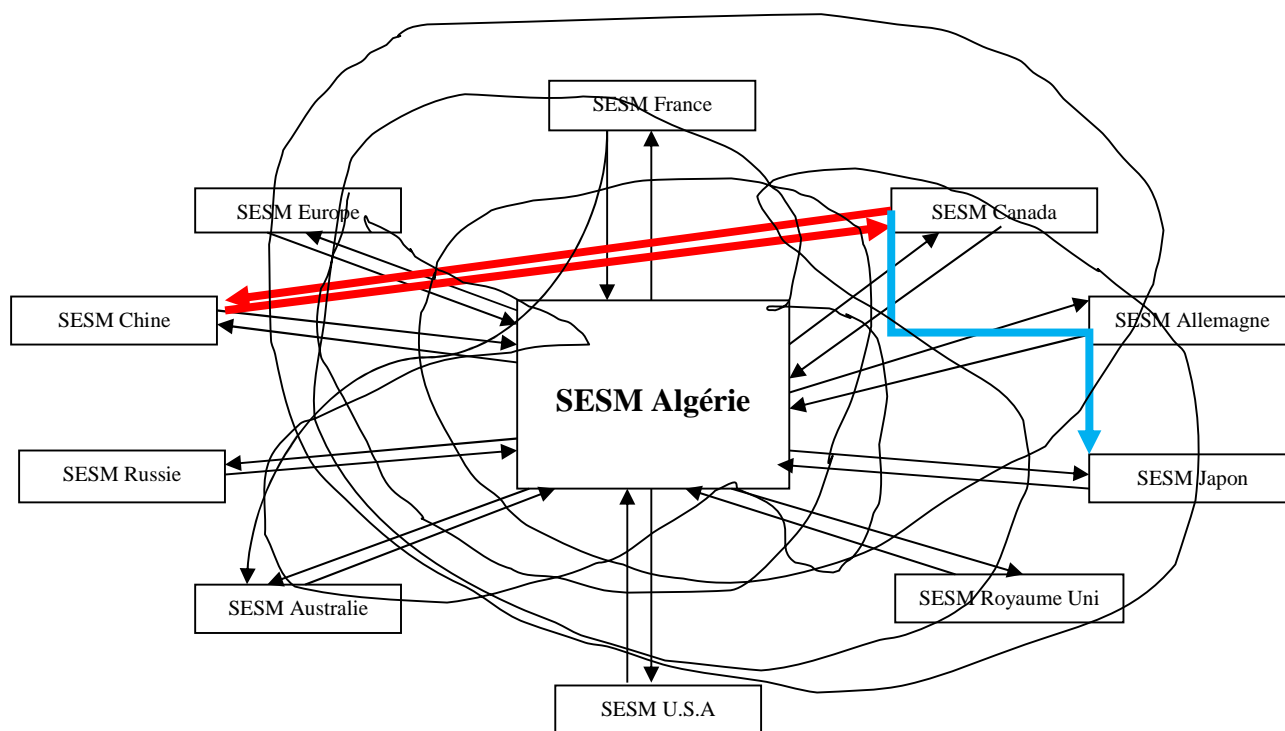 SESM France
SESM Europe
SESM Canada
SESM Chine
SESM Allemagne
SESM Algérie
SESM Russie
SESM Japon
SESM Australie
SESM Royaume Uni
SESM U.S.A